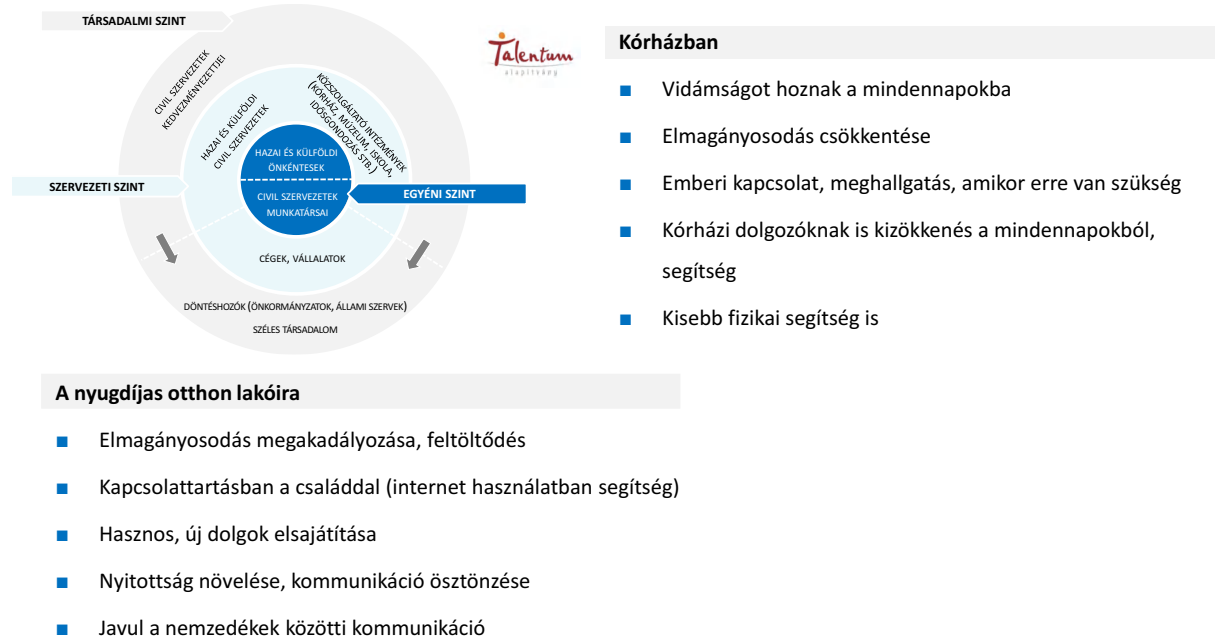 TÁRSADALMI SZINT
CIVIL SZERVEZETEK
KEDVEZMÉNYEZETTJEI
HAZAI ÉS KÜLFÖLDI
CIVIL SZERVEZETEK
KÖZSZOLGÁLTATÓ INTÉZMÉNYEK
(KÓRHÁZ, MÚZEUM, ISKOLA,
IDŐSGONDOZÁS STB.)
HAZAI ÉS KÜLFÖLDI
ÖNKÉNTESEK
SZERVEZETI SZINT
CIVIL SZERVEZETEK
MUNKATÁRSAI
EGYÉNI SZINT
CÉGEK, VÁLLALATOK
DÖNTÉSHOZÓK (ÖNKORMÁNYZATOK, ÁLLAMI SZERVEK)
SZÉLES TÁRSADALOM
Talentum
alapítvány
Kórházban
■ Vidámságot hoznak a mindennapokba
■ Elmagányosodás csökkentése
■ Emberi kapcsolat, meghallgatás, amikor erre van szükség
■ Kórházi dolgozóknak is kizökkenés a mindennapokból,
segítség
■ Kisebb fizikai segítség is
A nyugdíjas otthon lakóira
■ Elmagányosodás megakadályozása, feltöltődés
■ Kapcsolattartásban a családdal (internet használatban segítség)
■ Hasznos, új dolgok elsajátítása
■ Nyitottság növelése, kommunikáció ösztönzése
■ Javul a nemzedékek közötti kommunikáció